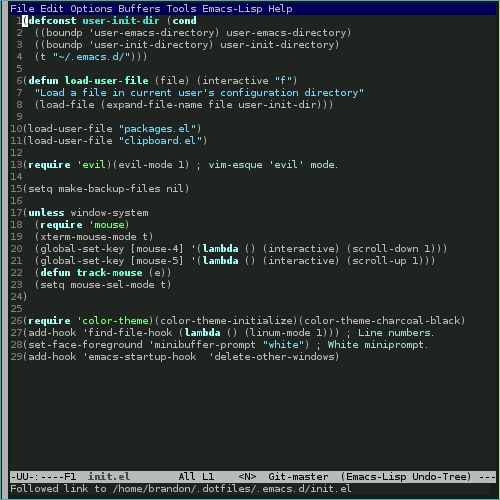 File Edit Options Buffers Tools Emacs-Lisp Help
1(defconst user-init-dir (cond
2  ((boundp 'user-emacs-directory) user-emacs-directory)
3  ((boundp 'user-init-directory) user-init-directory)
4  (t "~/.emacs.d/")))
5
6(defun load-user-file (file) (interactive "f")
7  "Load a file in current user's configuration directory"
8  (load-file (expand-file-name file user-init-dir)))
9
10(load-user-file "packages.el")
11(load-user-file "clipboard.el")
12
13(require 'evil)(evil-mode 1) ; vim-esque 'evil' mode.
14
15(setq make-backup-files nil)
16
17(unless window-system
18  (require 'mouse)
19  (xterm-mouse-mode t)
20  (global-set-key [mouse-4] '(lambda () (interactive) (scroll-down 1)))
21  (global-set-key [mouse-5] '(lambda () (interactive) (scroll-up 1)))
22  (defun track-mouse (e))
23  (setq mouse-sel-mode t)
24)
25
26(require 'color-theme)(color-theme-initialize)(color-theme-charcoal-black)
27(add-hook 'find-file-hook (lambda () (linum-mode 1))) ; Line numbers.
28(set-face-foreground 'minibuffer-prompt "white") ; White miniprompt.
29(add-hook 'emacs-startup-hook  'delete-other-windows)
-UU-:----F1  init.el        All L1    <N>  Git-master  (Emacs-Lisp Undo-Tree) ---
Followed link to /home/brandon/.dotfiles/.emacs.d/init.el